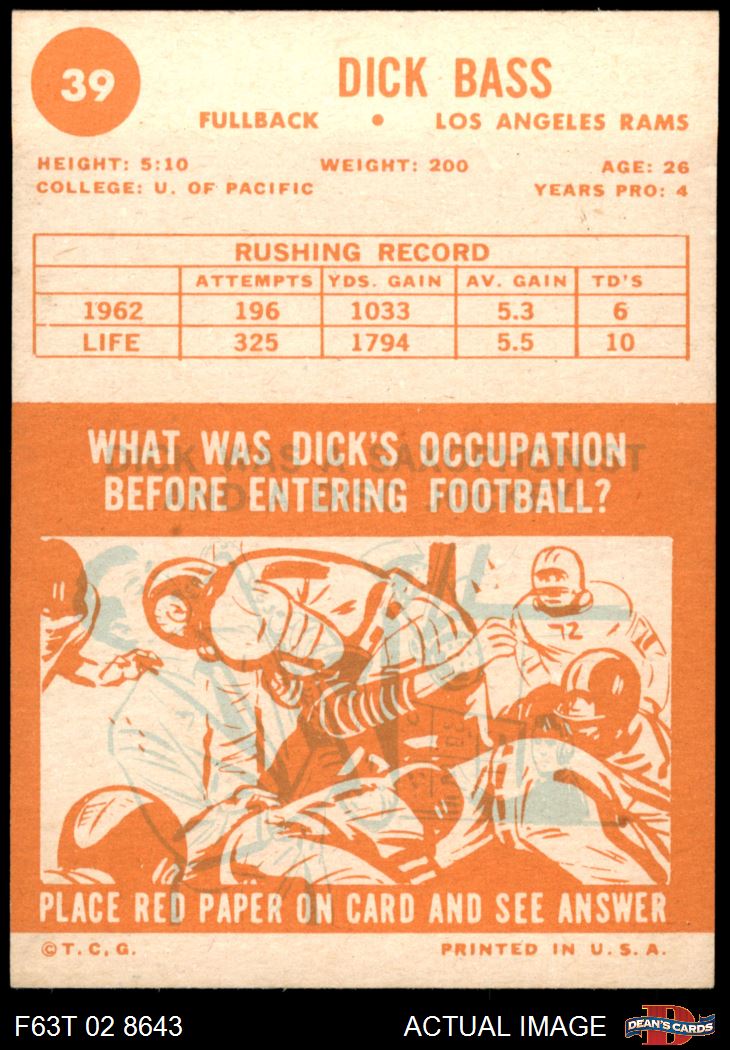 39
DICK BASS
FULLBACK • LOS ANGELES RAMS
HEIGHT: 5:10 WEIGHT: 200 AGE: 26
COLLEGE: U. OF PACIFIC YEARS PRO: 4
RUSHING RECORD
ATTEMPTS YDS. GAIN AV. GAIN TD'S
1962 196 1033 5.3 6
LIFE 325 1794 5.5 10
WHAT WAS DICK'S OCCUPATION
DICK WAS A SAXOPHONIST
BEFORE ENTERING FOOTBALL?
72
PLACE RED PAPER ON CARD AND SEE ANSWER
©T.C.G. PRINTED IN U.S.A.
F63T 02 8643 ACTUAL IMAGE DEAN'S CARDS